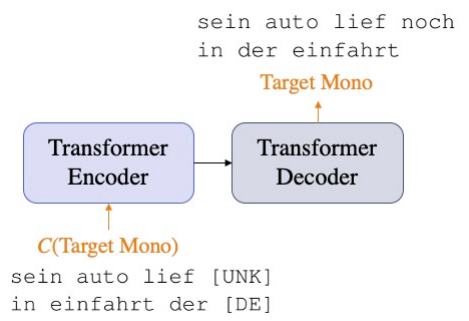 sein auto lief noch
in der einfahrt
Target Mono
Transformer
Encoder
Transformer
Decoder
C(Target Mono)
sein auto lief [UNK]
in einfahrt der [DE]